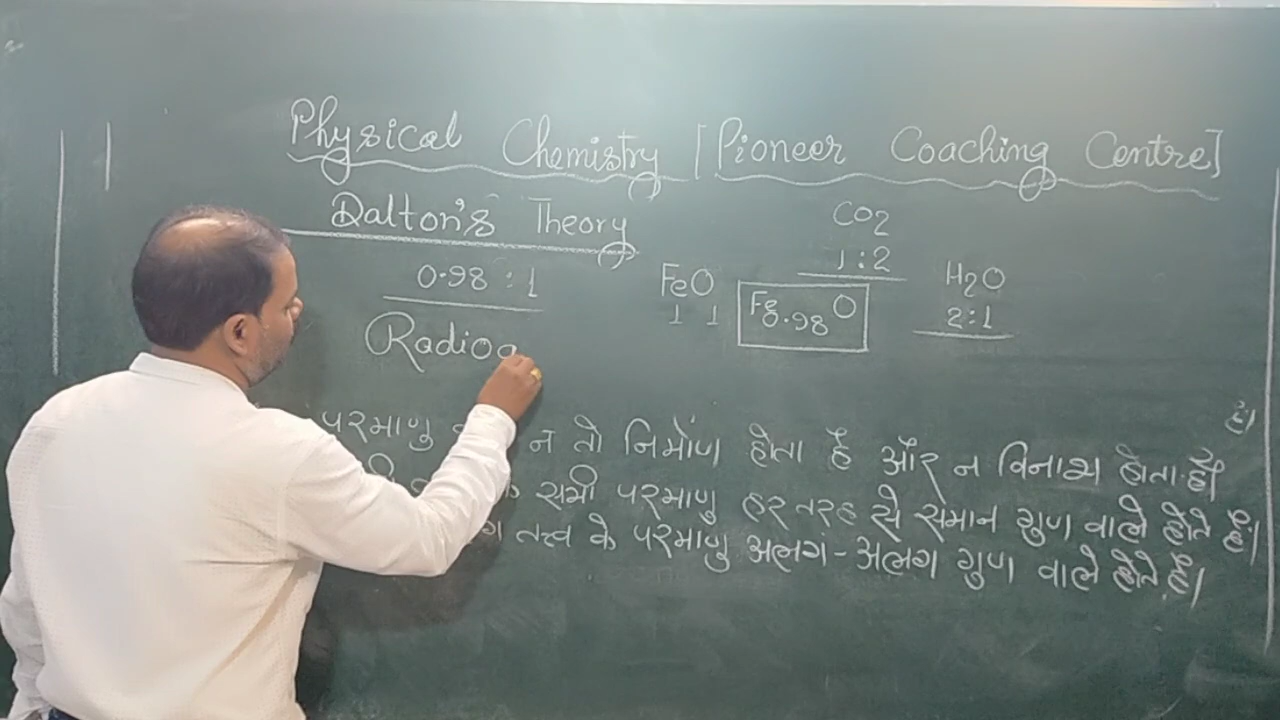 Physical Chemistry [Pioneer Coaching Centre]
Dalton's Theory
0.98 : 1
Radioa
CO2
1:2
FeO
1 1
Fe0.98 O
H2O
2:1
है।
परमाणु न तो निर्माण होता है और न विनाश होता है।
के सभी परमाणु हर तरह से समान गुण वाले होते हैं।
तत्त्व के परमाणु अलग-अलग गुण वाले होते हैं।